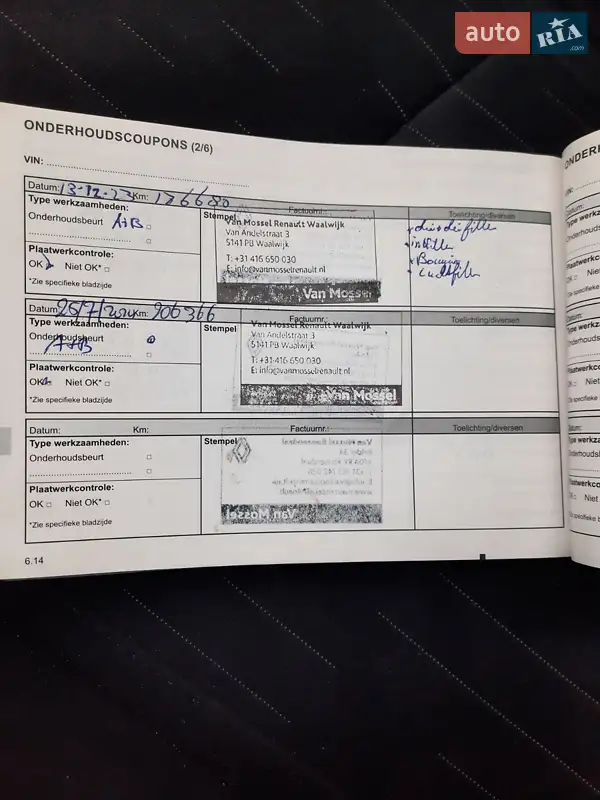 auto RIA.com
ONDERHOUDSCOUPONS (2/6)
VIN:
Datum: 13-12-23 Km: 186680
Factuurnr.:
Toelichting/diversen
Type werkzaamheden:
Onderhoudsbeurt A+B
Plaatwerkcontrole:
OK Niet OK*
*Zie specifieke bladzijde
Stempel
Van Mossel Renault Waalwijk
Van Andelstraat 3
5141 PB Waalwijk
T: +31 416 650 030
E: info@vanmosselrenault.nl
Van Mossel
Datum: Km: 206366
Factuurnr.:
Toelichting/diversen
Type werkzaamheden:
Onderhoudsbeurt
A+B
Plaatwerkcontrole:
OK Niet OK*
*Zie specifieke bladzijde
Stempel
Van Mossel Renault Waalwijk
Van Andelstraat 3
5141 PB Waalwijk
T: +31-416-650 030
E: info@vanmosselrenault.nl
Van Mossel
Datum: Km:
Factuurnr.:
Toelichting/diversen
Type werkzaamheden:
Onderhoudsbeurt
Plaatwerkcontrole:
OK Niet OK*
*Zie specifieke bladzijde
Stempel
Van Mossel
6.14